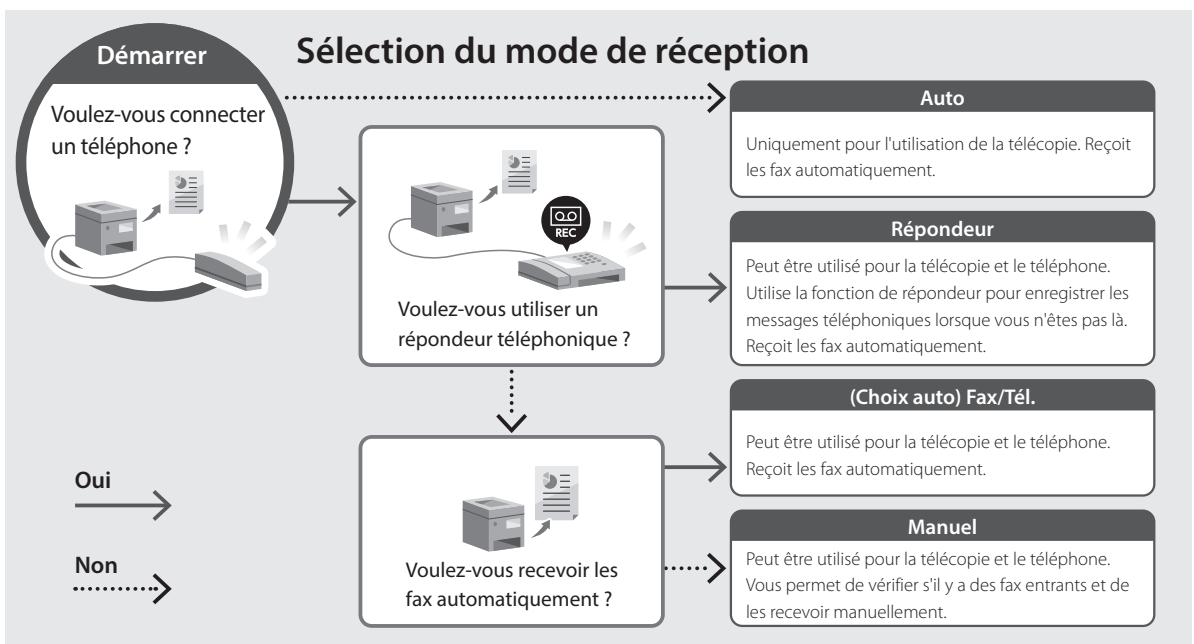 Sélection du mode de réception
Démarrer
Voulez-vous connecter
un téléphone ?
Auto
Uniquement pour l'utilisation de la télécopie. Reçoit
les fax automatiquement.
REC
Voulez-vous utiliser un
répondeur téléphonique ?
Répondeur
Peut être utilisé pour la télécopie et le téléphone.
Utilise la fonction de répondeur pour enregistrer les
messages téléphoniques lorsque vous n'êtes pas là.
Reçoit les fax automatiquement.
(Choix auto) Fax/Tél.
Peut être utilisé pour la télécopie et le téléphone.
Reçoit les fax automatiquement.
Oui
Non
Voulez-vous recevoir les
fax automatiquement ?
Manuel
Peut être utilisé pour la télécopie et le téléphone.
Vous permet de vérifier s'il y a des fax entrants et de
les recevoir manuellement.